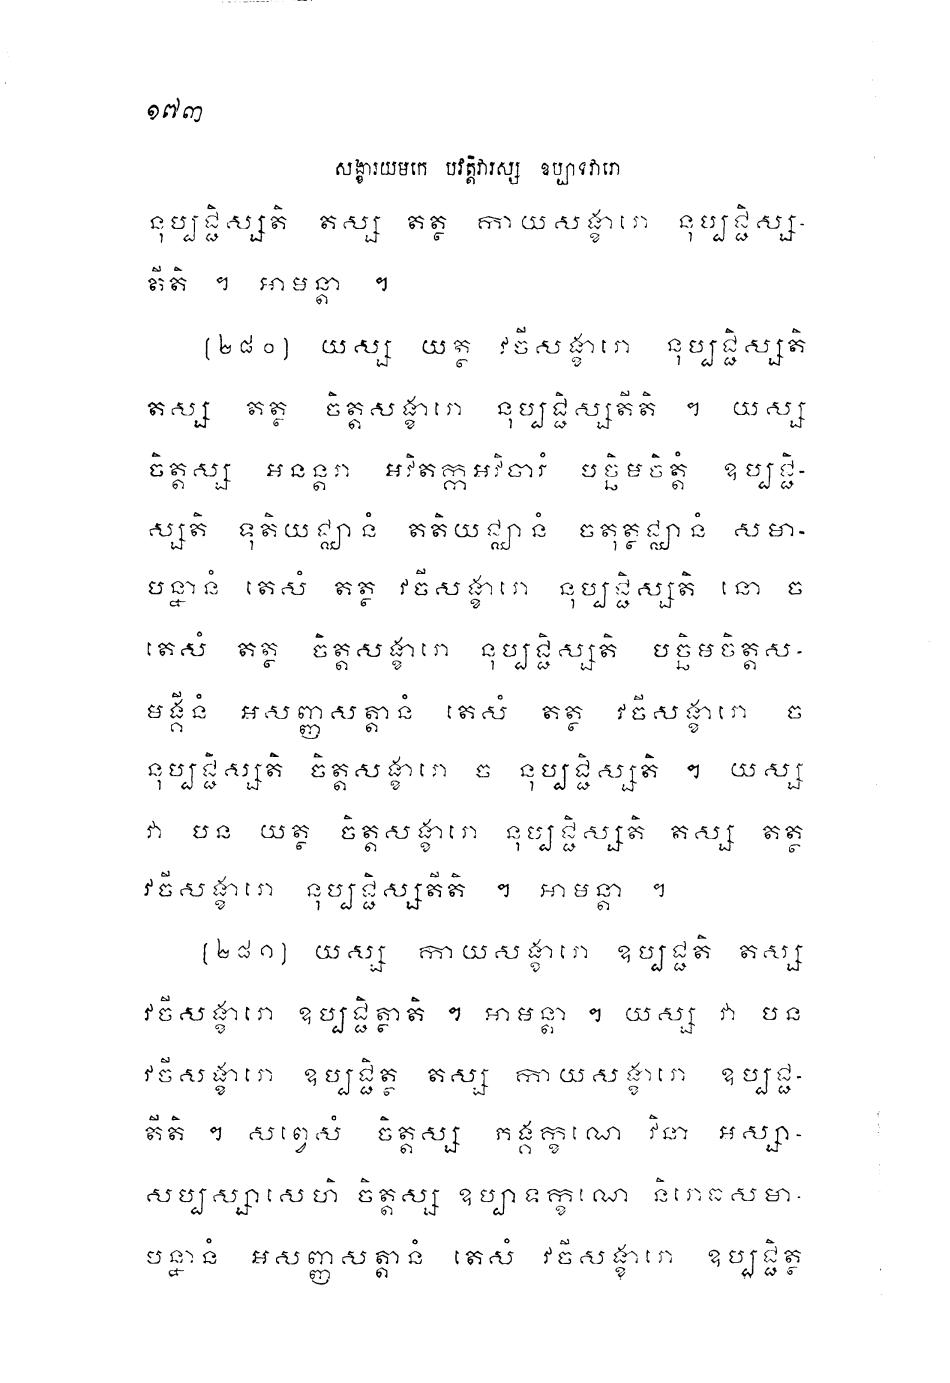 ១៧៣
សង្ខារយមកេ បវត្តិវារស្ស ឧប្បាទវារោ
នុប្បជ្ជិស្សតិ តស្ស តត្ថ កាយសង្ខារោ នុប្បជ្ជិស្ស-
តីតិ ។ អាមន្តា ។
(២៨០) យស្ស យត្ថ វចីសង្ខារោ នុប្បជ្ជិស្សតិ
តស្ស តត្ថ ចិត្តសង្ខារោ នុប្បជ្ជិស្សតីតិ ។ យស្ស
ចិត្តស្ស អនន្តរា អវិតក្កអវិចារំ បច្ឆិមចិត្តំ ឧប្បជ្ជិ-
ស្សតិ ទុតិយជ្ឈានំ តតិយជ្ឈានំ ចតុត្ថជ្ឈានំ សមា-
បន្នានំ តេសំ តត្ថ វចីសង្ខារោ នុប្បជ្ជិស្សតិ នោ ច
តេសំ តត្ថ ចិត្តសង្ខារោ នុប្បជ្ជិស្សតិ បច្ឆិមចិត្តស-
មង្គីនំ អសញ្ញសត្តានំ តេសំ តត្ថ វចីសង្ខារោ ច
នុប្បជ្ជិស្សតិ ចិត្តសង្ខារោ ច នុប្បជ្ជិស្សតិ ។ យស្ស
វា បន យត្ថ ចិត្តសង្ខារោ នុប្បជ្ជិស្សតិ តស្ស តត្ថ
វចីសង្ខារោ នុប្បជ្ជិស្សតីតិ ។ អាមន្តា ។
(២៨១) យស្ស កាយសង្ខារោ ឧប្បជ្ជតិ តស្ស
វចីសង្ខារោ ឧប្បជ្ជិត្ថាតិ ។ អាមន្តា ។ យស្ស វា បន
វចីសង្ខារោ ឧប្បជ្ជិត្ថ តស្ស កាយសង្ខារោ ឧប្បជ្ជ-
តីតិ ។ សព្វេសំ ចិត្តស្ស ភង្គក្ខណេ វិនា អស្សា-
សប្បស្សាសេហិ ចិត្តស្ស ឧប្បាទក្ខណេ និរោធសមា-
បន្នានំ អសញ្ញសត្តានំ តេសំ វចីសង្ខារោ ឧប្បជ្ជិត្ថ